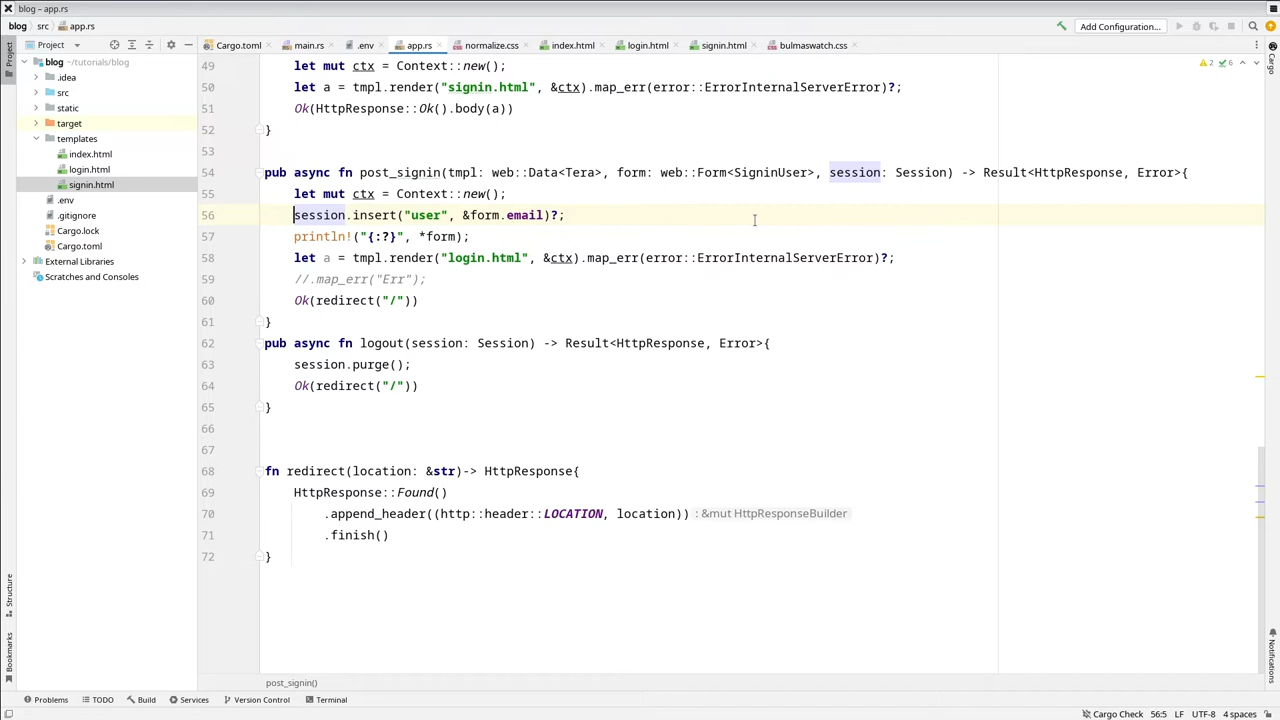 blog – app.rs
blog src app.rs Add Configuration...
Project
Cargo.toml main.rs .env app.rs normalize.css index.html login.html signin.html bulmaswatch.css
Project
Cargo
blog ~/tutorials/blog
.idea
src
static
target
templates
index.html
login.html
signin.html
.env
.gitignore
Cargo.lock
Cargo.toml
External Libraries
Scratches and Consoles
2 6
49 let mut ctx = Context::new();
50 let a = tmpl.render("signin.html", &ctx).map_err(error::ErrorInternalServerError)?;
51 Ok(HttpResponse::Ok().body(a))
52 }
53
54 pub async fn post_signin(tmpl: web::Data<Tera>, form: web::Form<SigninUser>, session: Session) -> Result<HttpResponse, Error>{
55 let mut ctx = Context::new();
56 session.insert("user", &form.email)?;
57 println!("{:?}", *form);
58 let a = tmpl.render("login.html", &ctx).map_err(error::ErrorInternalServerError)?;
59 //.map_err("Err");
60 Ok(redirect("/"))
61 }
62 pub async fn logout(session: Session) -> Result<HttpResponse, Error>{
63 session.purge();
64 Ok(redirect("/"))
65 }
66
67
68 fn redirect(location: &str)-> HttpResponse{
69 HttpResponse::Found()
70 .append_header((http::header::LOCATION, location)) : &mut HttpResponseBuilder
71 .finish()
72 }
Structure
Bookmarks
Notifications
post_signin()
Problems TODO Build Services Version Control Terminal
Cargo Check 56:5 LF UTF-8 4 spaces